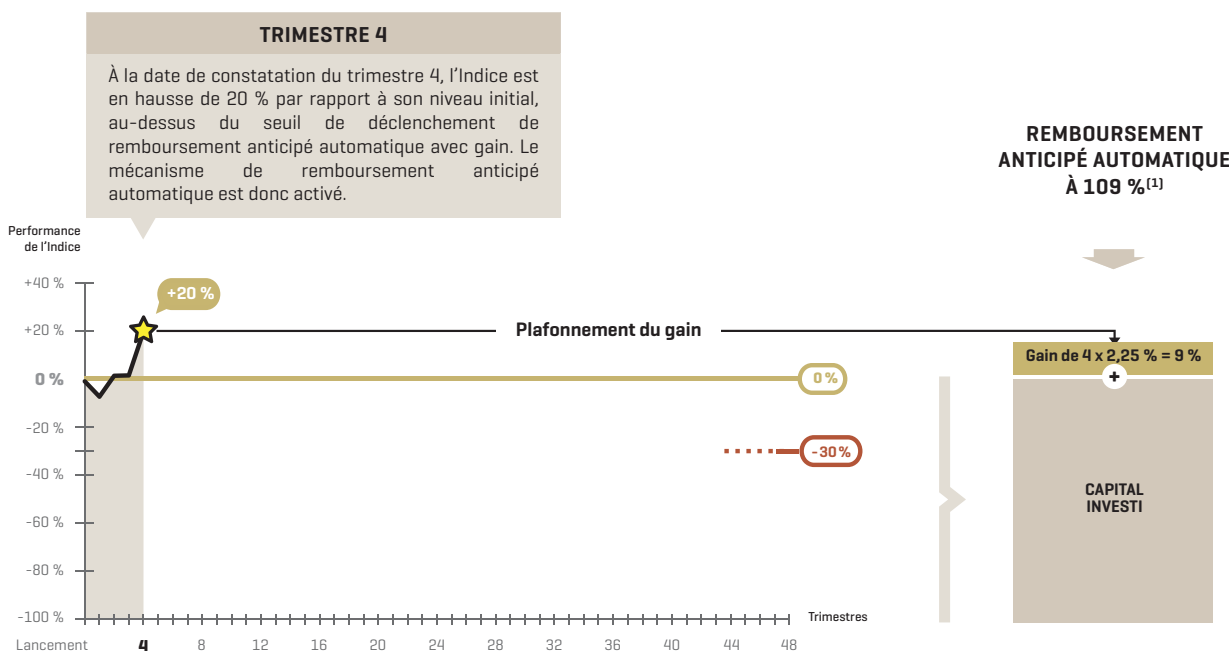 TRIMESTRE 4
À la date de constatation du trimestre 4, l’Indice est
en hausse de 20 % par rapport à son niveau initial,
au-dessus du seuil de déclenchement de
remboursement anticipé automatique avec gain. Le
mécanisme de remboursement anticipé
automatique est donc activé.
REMBOURSEMENT
ANTICIPÉ AUTOMATIQUE
À 109 %(1)
Performance
de l’Indice
+40 %
+20 %
0 %
-20 %
-40 %
-60 %
-80 %
-100 %
+20 %
Plafonnement du gain
0 %
-30 %
Gain de 4 x 2,25 % = 9 %
+
CAPITAL
INVESTI
Trimestres
Lancement 4 8 12 16 20 24 28 32 36 40 44 48